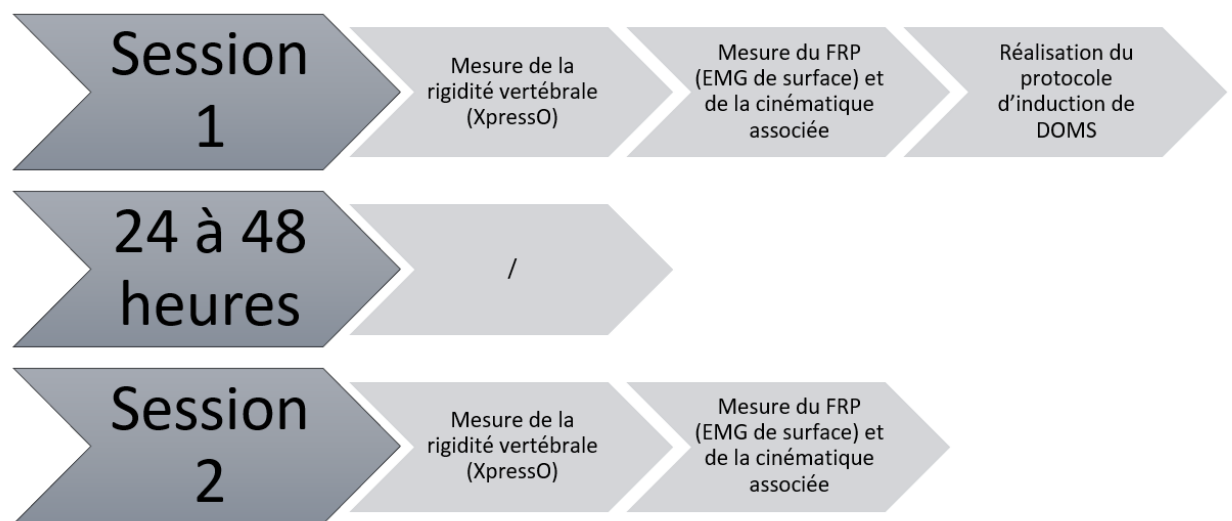 Session
1
Mesure de la
rigidité vertébrale
(XpressO)
Mesure du FRP
(EMG de surface) et
de la cinématique
associée
Réalisation du
protocole
d'induction de
DOMS
24 à 48
heures
/
Session
2
Mesure de la
rigidité vertébrale
(XpressO)
Mesure du FRP
(EMG de surface) et
de la cinématique
associée